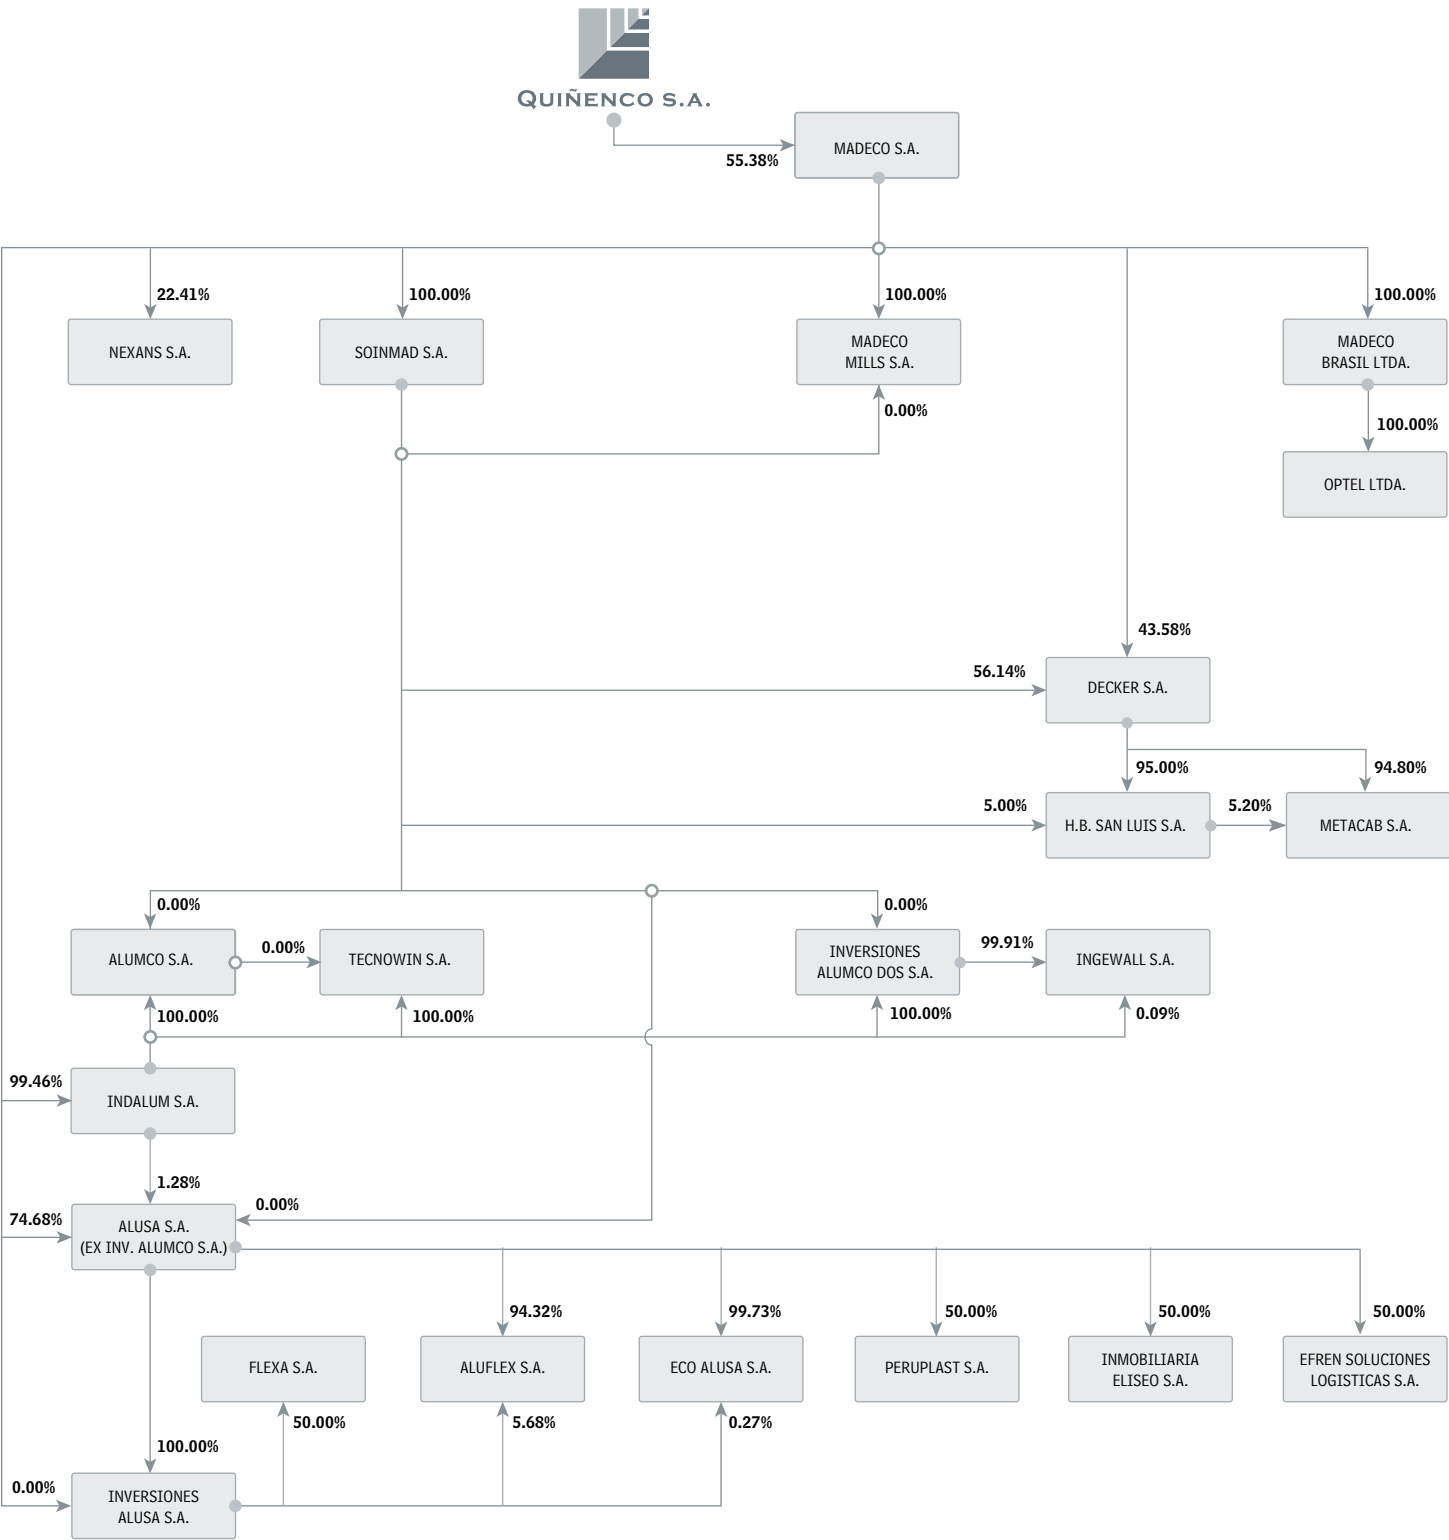 QUIÑENCO S.A.
MADECO S.A.
55.38%
22.41%
100.00%
100.00%
100.00%
NEXANS S.A.
SOINMAD S.A.
MADECO
MILLS S.A.
MADECO
BRASIL LTDA.
0.00%
100.00%
OPTEL LTDA.
43.58%
56.14%
DECKER S.A.
95.00%
94.80%
5.00%
H.B. SAN LUIS S.A.
5.20%
METACAB S.A.
0.00%
0.00%
ALUMCO S.A.
0.00%
TECNOWIN S.A.
INVERSIONES
ALUMCO DOS S.A.
99.91%
INGEWALL S.A.
100.00%
100.00%
100.00%
0.09%
99.46%
INDALUM S.A.
1.28%
0.00%
74.68%
ALUSA S.A.
(EX INV. ALUMCO S.A.)
94.32%
99.73%
50.00%
50.00%
50.00%
FLEXA S.A.
ALUFLEX S.A.
ECO ALUSA S.A.
PERUPLAST S.A.
INMOBILIARIA
ELISEO S.A.
EFREN SOLUCIONES
LOGISTICAS S.A.
50.00%
5.68%
0.27%
100.00%
0.00%
INVERSIONES
ALUSA S.A.